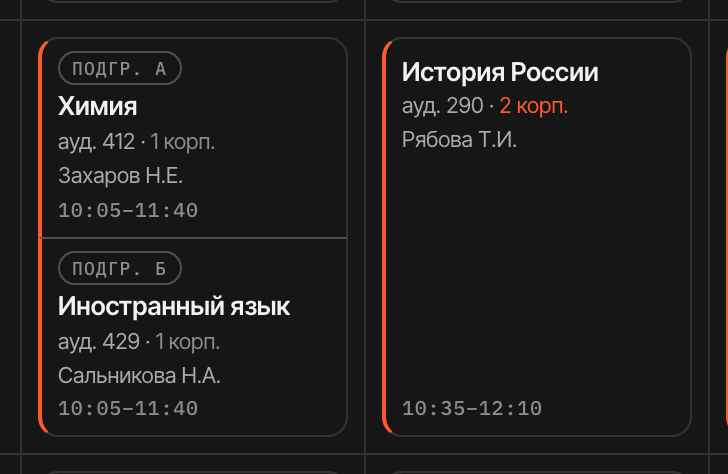 ПОДГР. А
Химия
ауд. 412 · 1 корп.
Захаров Н.Е.
10:05–11:40
ПОДГР. Б
Иностранный язык
ауд. 429 · 1 корп.
Сальникова Н.А.
10:05–11:40
История России
ауд. 290 · 2 корп.
Рябова Т.И.
10:35–12:10